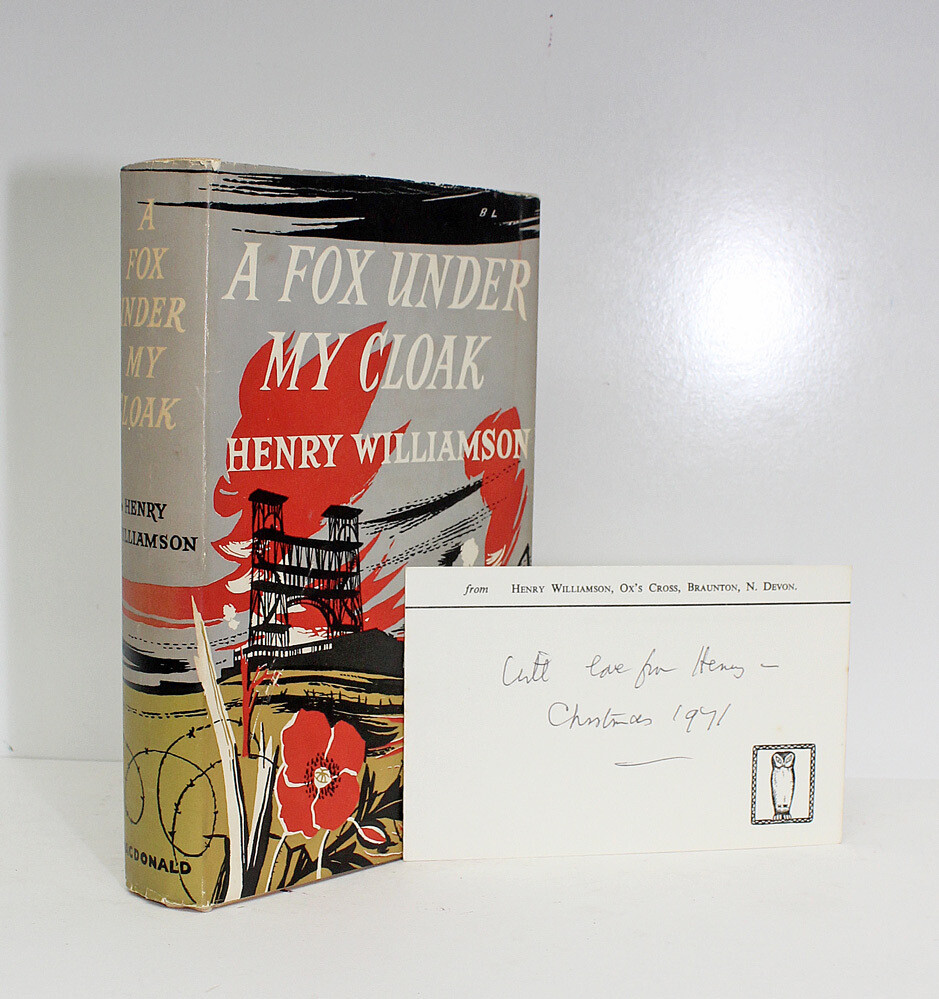 A
FOX
UNDER
MY
CLOAK
HENRY
WILLIAMSON
MACDONALD
BL
A FOX UNDER
MY CLOAK
HENRY WILLIAMSON
from HENRY WILLIAMSON, OX'S CROSS, BRAUNTON, N. DEVON.
With love from Henry –
Christmas 1971